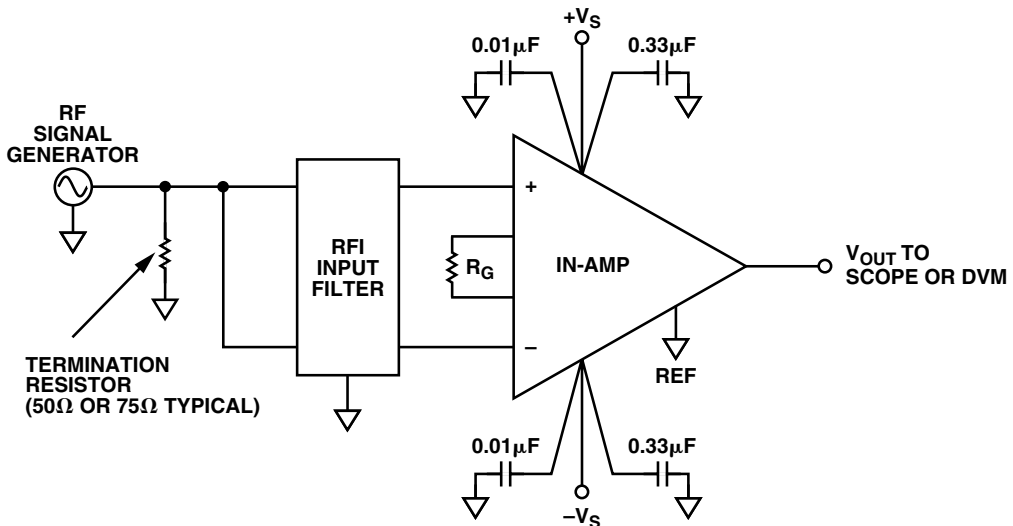 +VS
0.01μF
0.33μF
RF
SIGNAL
GENERATOR
+
RFI
INPUT
FILTER
RG
IN-AMP
VOUT TO
SCOPE OR DVM
–
REF
TERMINATION
RESISTOR
(50Ω OR 75Ω TYPICAL)
0.01μF
0.33μF
–VS